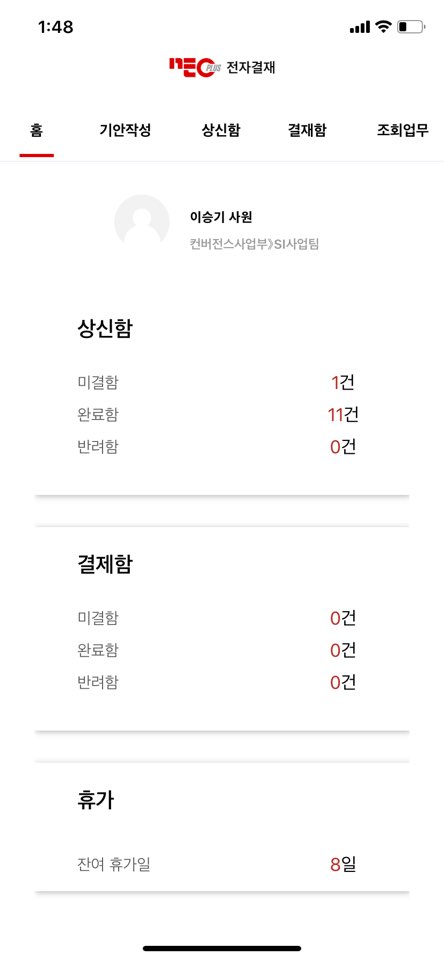 1:48
NEO PLUS 전자결재
홈 기안작성 상신함 결재함 조회업무
이승기 사원
컨버전스사업부》SI사업팀
상신함
미결함 1건
완료함 11건
반려함 0건
결제함
미결함 0건
완료함 0건
반려함 0건
휴가
잔여 휴가일 8일